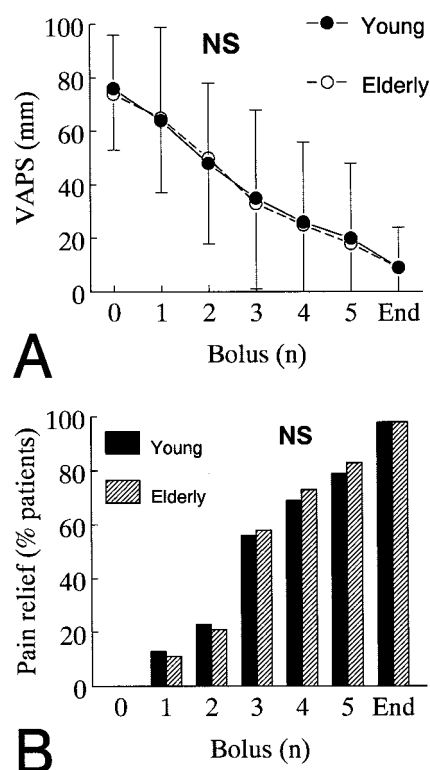 NS
Young
Elderly
VAPS (mm)
100
80
60
40
20
0
0 1 2 3 4 5 End
Bolus (n)
A
100
80
60
40
20
0
Young
Elderly
NS
Pain relief (% patients)
0 1 2 3 4 5 End
Bolus (n)
B